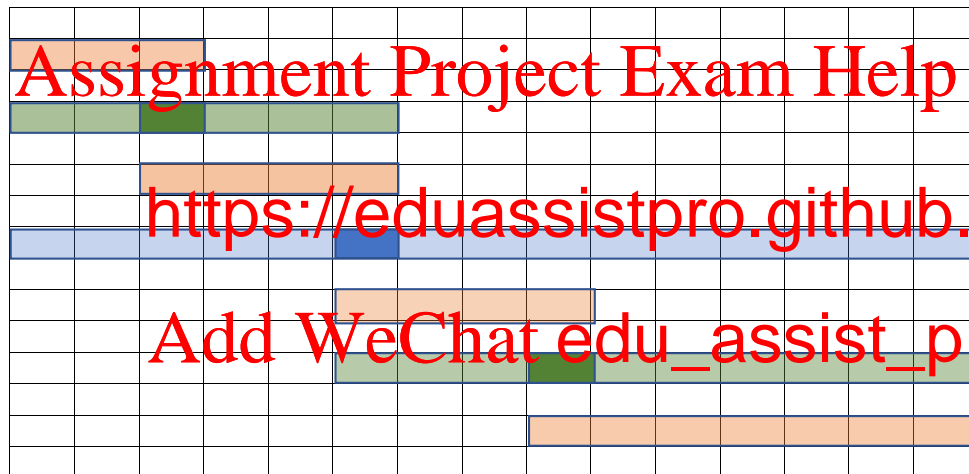 Assignment Project Exam Help
https://eduassistpro.github.
Add WeChat edu_assist_p